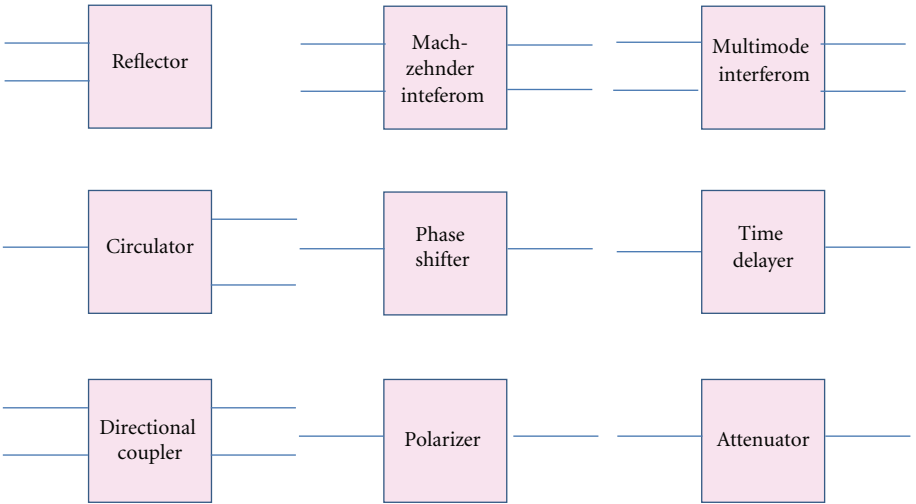 Reflector
Mach-
zehnder
inteferom
Multimode
interferom
Circulator
Phase
shifter
Time
delayer
Directional
coupler
Polarizer
Attenuator